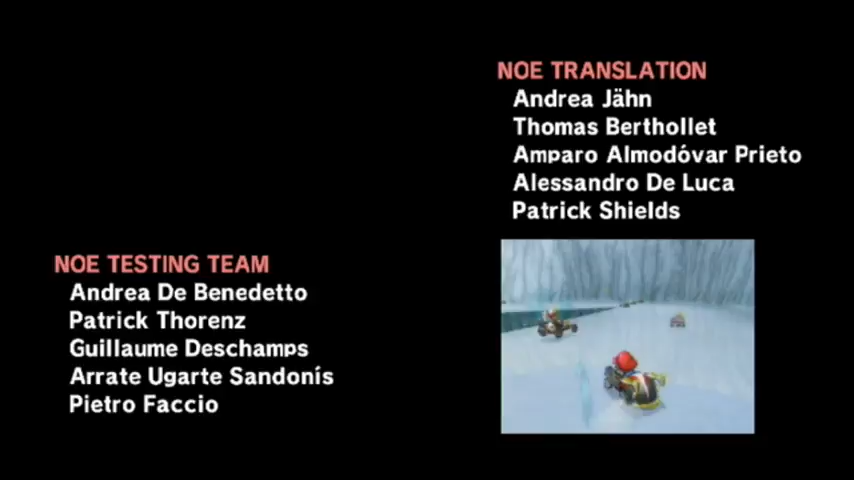 NOE TRANSLATION
Andrea Jähn
Thomas Berthollet
Amparo Almodóvar Prieto
Alessandro De Luca
Patrick Shields
NOE TESTING TEAM
Andrea De Benedetto
Patrick Thorenz
Guillaume Deschamps
Arrate Ugarte Sandonís
Pietro Faccio